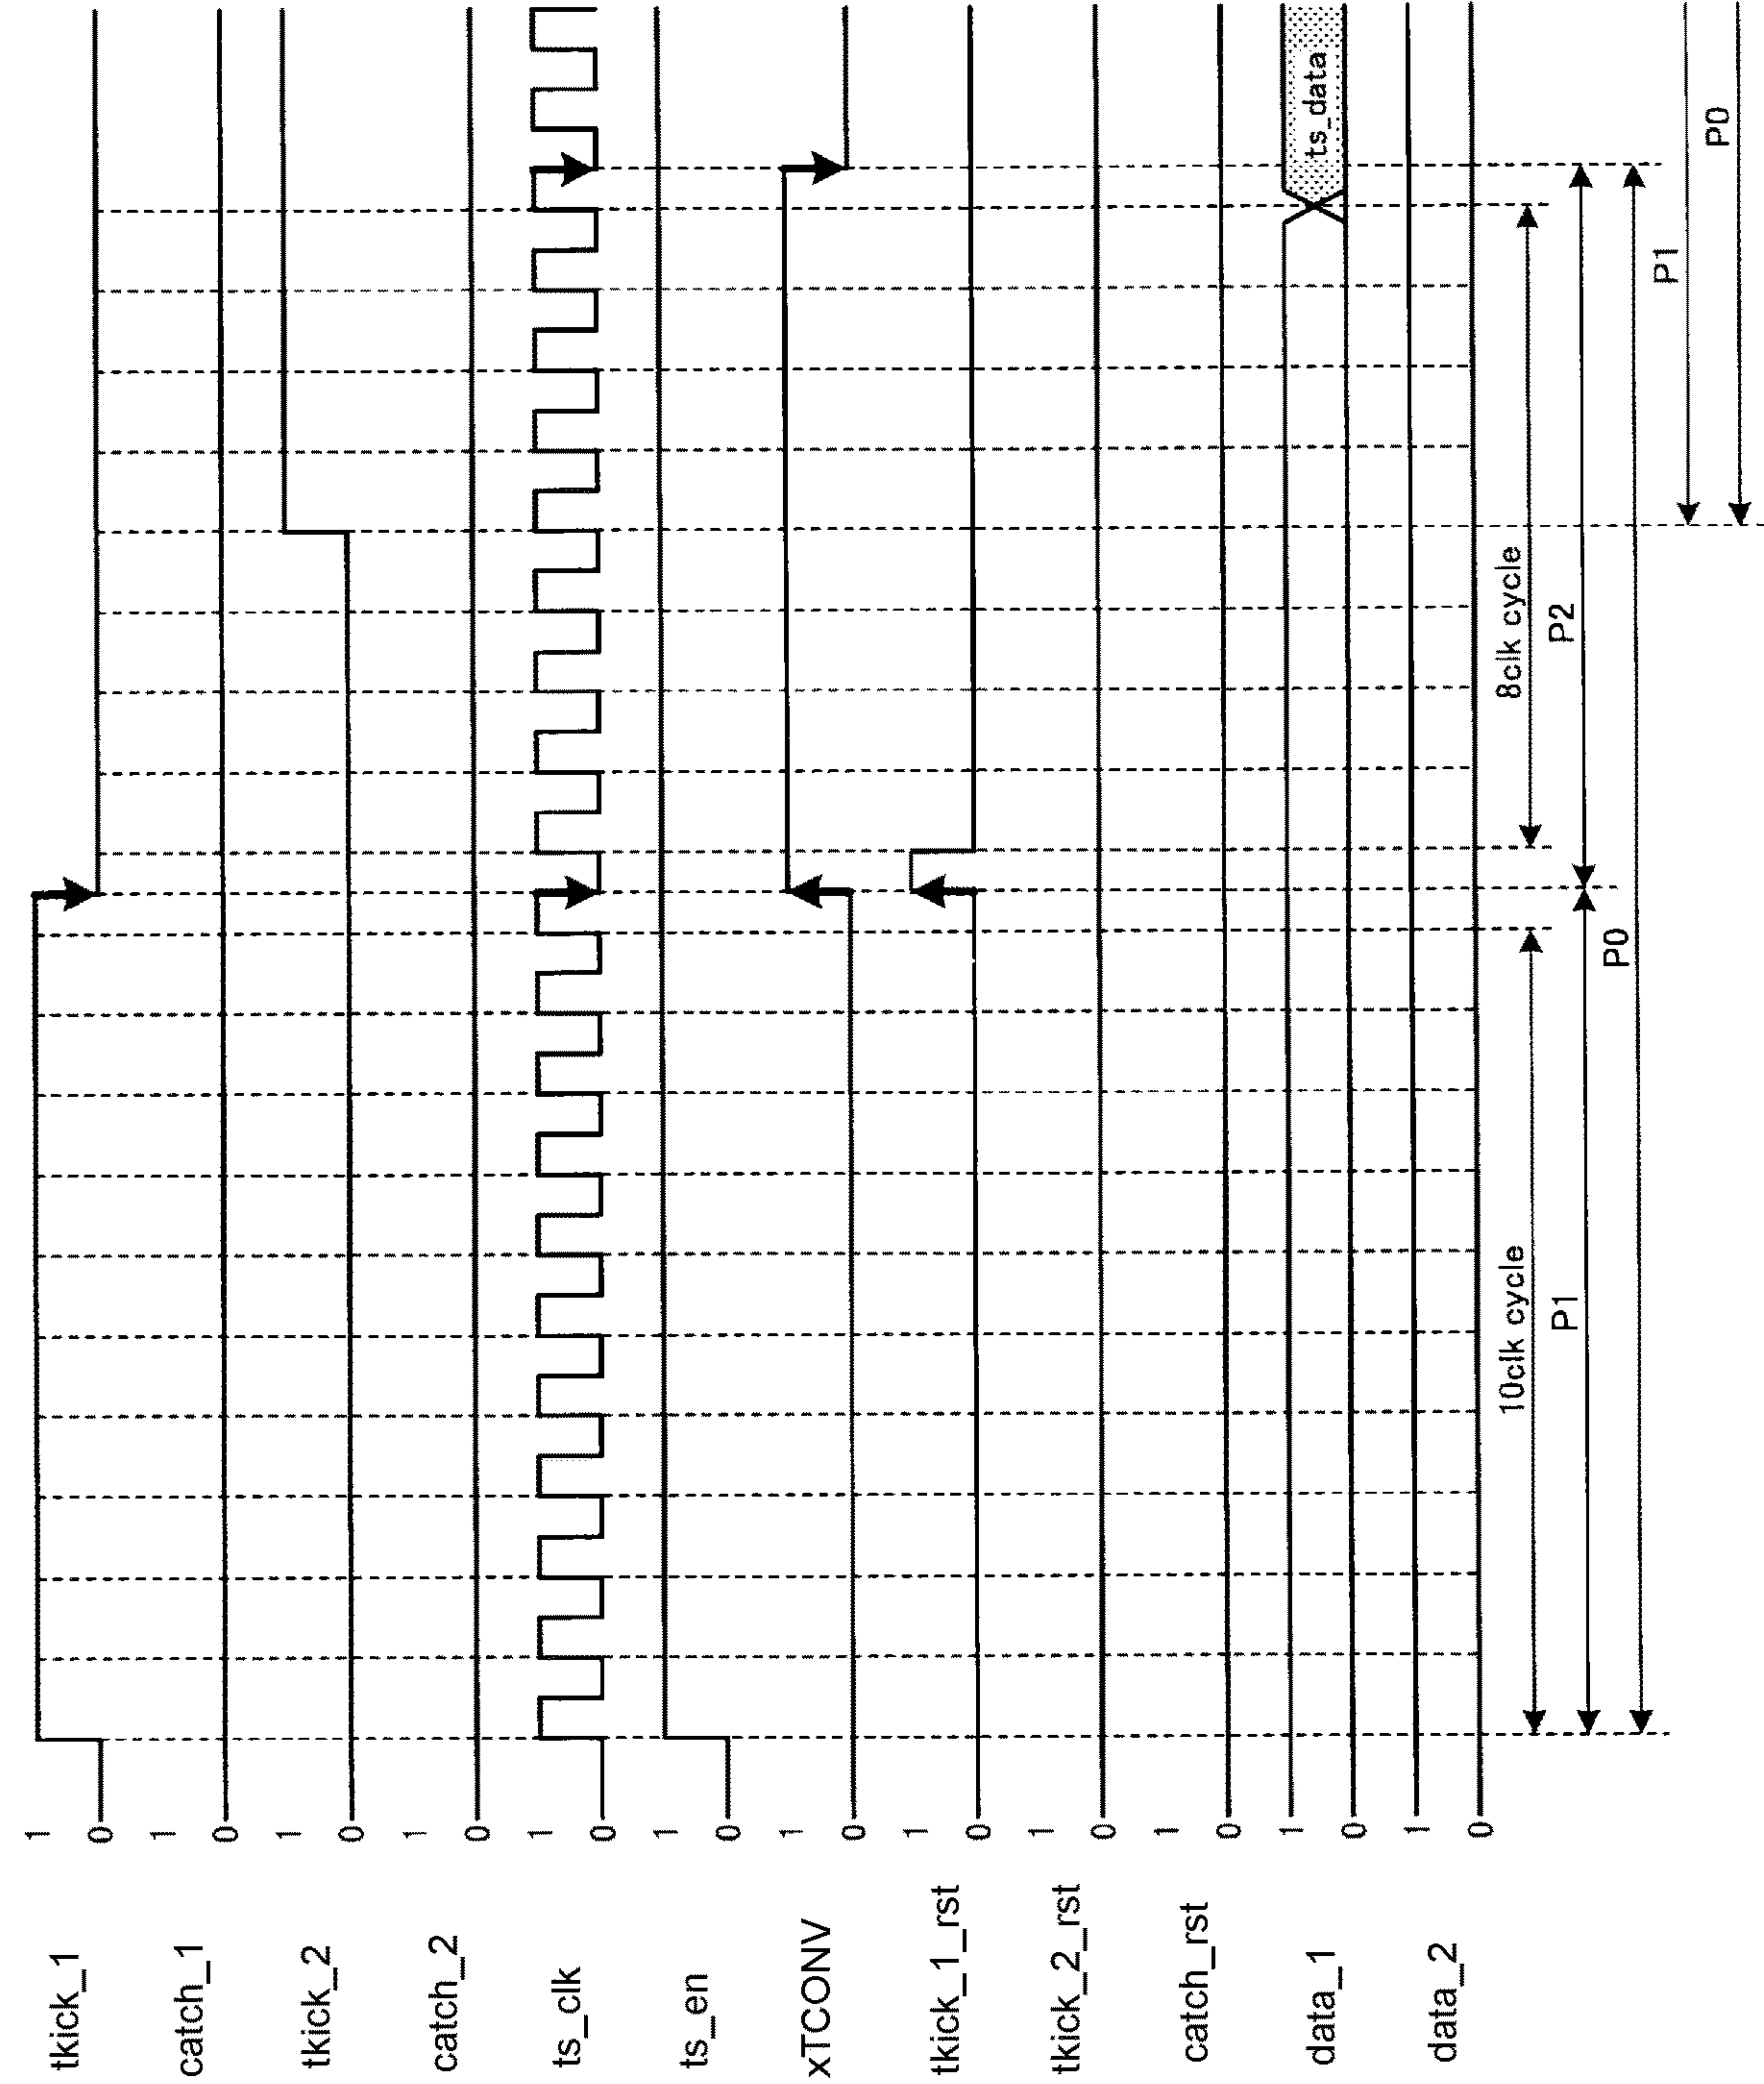 tkick_1
1
0
catch_1
1
0
tkick_2
1
0
catch_2
1
0
ts_clk
1
0
ts_en
1
0
xTCONV
1
0
tkick_1_rst
1
0
tkick_2_rst
1
0
catch_rst
1
0
data_1
1
0
ts_data
data_2
1
0
10clk cycle
8clk cycle
P1
P2
P0
P1
P0